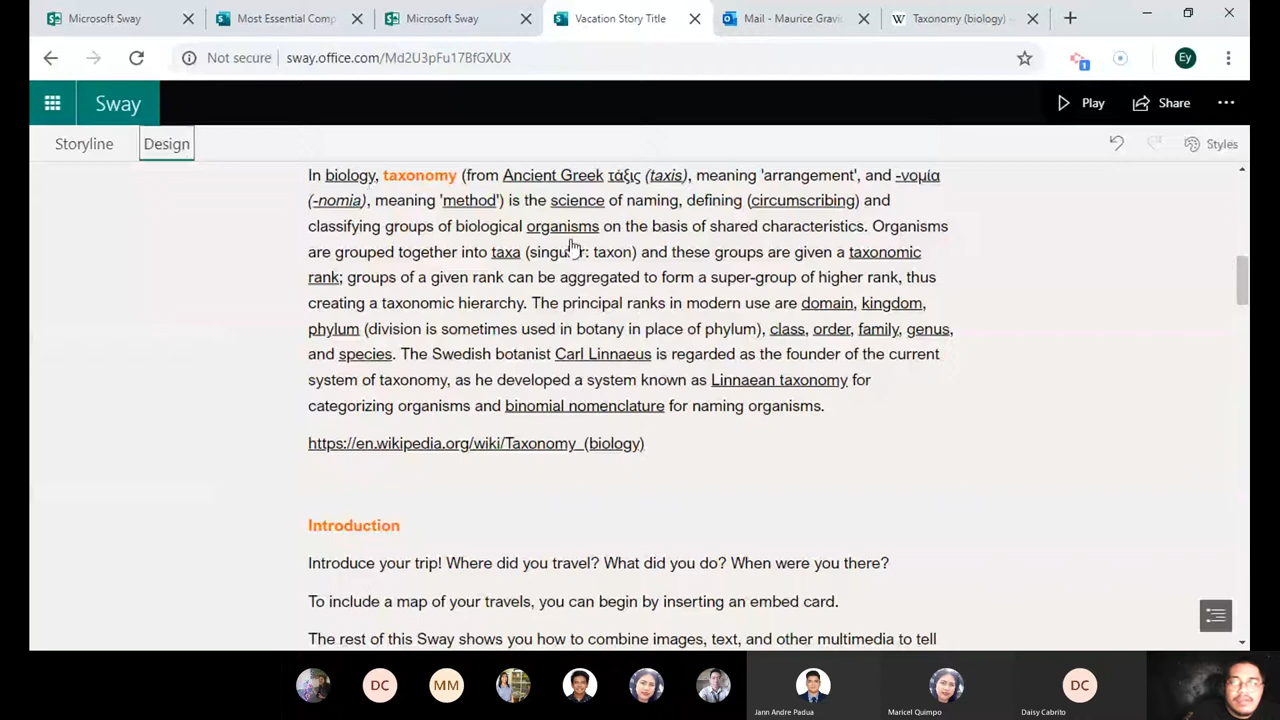 Microsoft Sway
Most Essential Comp
Microsoft Sway
Vacation Story Title
Mail - Maurice Gravi
Taxonomy (biology) -
Not secure
sway.office.com/Md2U3pFu17BfGXUX
Ey
1
Sway
Play
Share
Storyline
Design
Styles
In biology, taxonomy (from Ancient Greek τάξις (taxis), meaning 'arrangement', and -νομία
(-nomia), meaning 'method') is the science of naming, defining (circumscribing) and
classifying groups of biological organisms on the basis of shared characteristics. Organisms
are grouped together into taxa (singular: taxon) and these groups are given a taxonomic
rank; groups of a given rank can be aggregated to form a super-group of higher rank, thus
creating a taxonomic hierarchy. The principal ranks in modern use are domain, kingdom,
phylum (division is sometimes used in botany in place of phylum), class, order, family, genus,
and species. The Swedish botanist Carl Linnaeus is regarded as the founder of the current
system of taxonomy, as he developed a system known as Linnaean taxonomy for
categorizing organisms and binomial nomenclature for naming organisms.
https://en.wikipedia.org/wiki/Taxonomy_(biology)
Introduction
Introduce your trip! Where did you travel? What did you do? When were you there?
To include a map of your travels, you can begin by inserting an embed card.
The rest of this Sway shows you how to combine images, text, and other multimedia to tell
DC
MM
DC
Jann Andre Padua
Maricel Quimpo
Daisy Cabrito